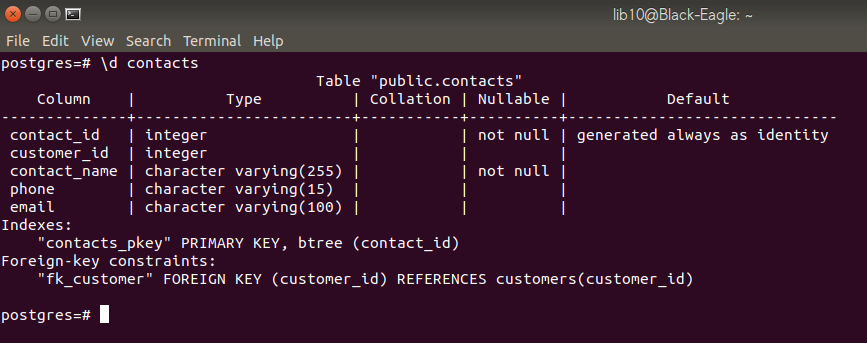 lib10@Black-Eagle: ~
File Edit View Search Terminal Help
postgres=# \d contacts
                                   Table "public.contacts"
    Column    |          Type          | Collation | Nullable |           Default            
--------------+------------------------+-----------+----------+------------------------------
 contact_id   | integer                |           | not null | generated always as identity
 customer_id  | integer                |           |          | 
 contact_name | character varying(255) |           | not null | 
 phone        | character varying(15)  |           |          | 
 email        | character varying(100) |           |          | 
Indexes:
    "contacts_pkey" PRIMARY KEY, btree (contact_id)
Foreign-key constraints:
    "fk_customer" FOREIGN KEY (customer_id) REFERENCES customers(customer_id)
postgres=#